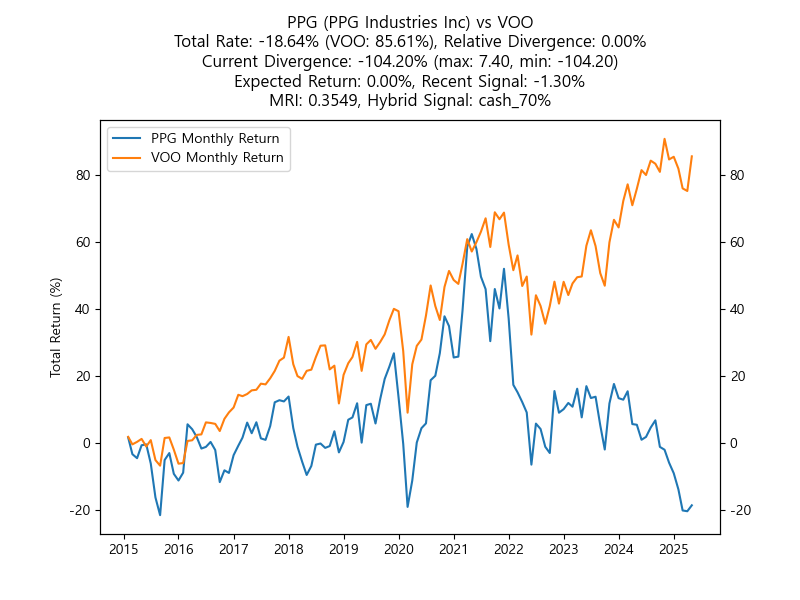 PPG (PPG Industries Inc) vs VOO
Total Rate: -18.64% (VOO: 85.61%), Relative Divergence: 0.00%
Current Divergence: -104.20% (max: 7.40, min: -104.20)
Expected Return: 0.00%, Recent Signal: -1.30%
MRI: 0.3549, Hybrid Signal: cash_70%
PPG Monthly Return
VOO Monthly Return
Total Return (%)
80
60
40
20
0
-20
80
60
40
20
0
-20
2015 2016 2017 2018 2019 2020 2021 2022 2023 2024 2025